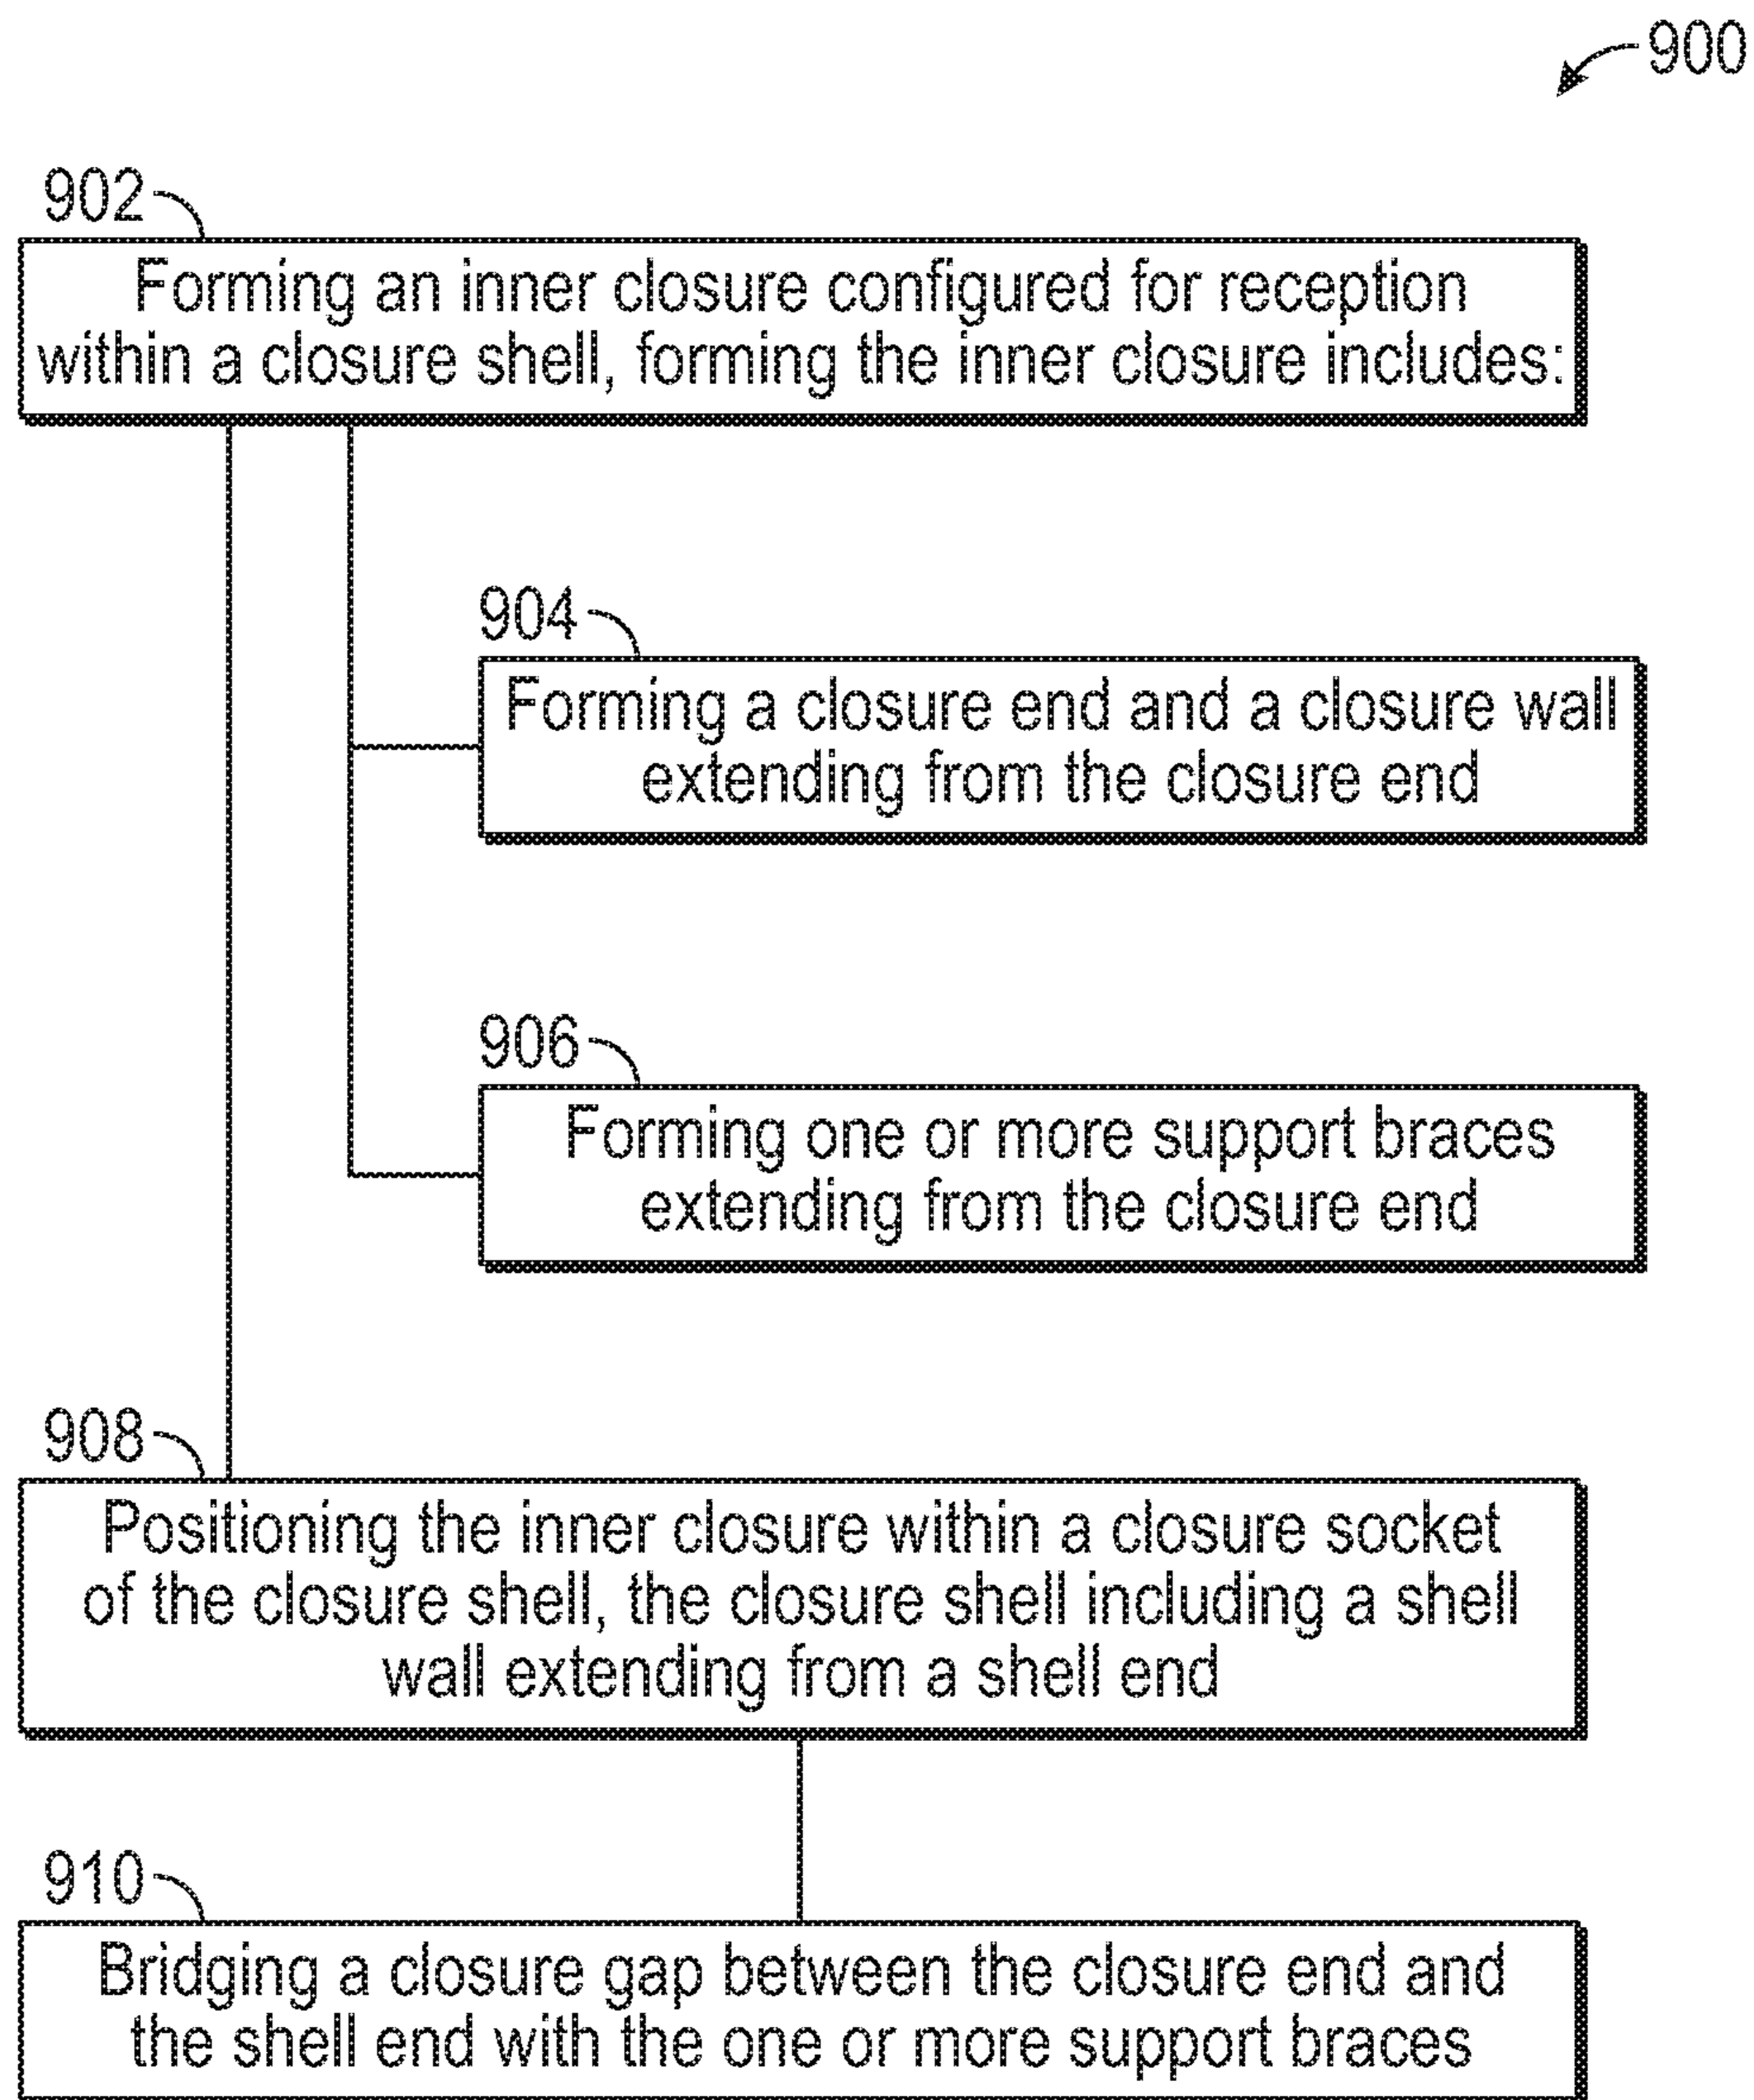 900
902
Forming an inner closure configured for reception
within a closure shell, forming the inner closure includes:
904
Forming a closure end and a closure wall
extending from the closure end
906
Forming one or more support braces
extending from the closure end
908
Positioning the inner closure within a closure socket
of the closure shell, the closure shell including a shell
wall extending from a shell end
910
Bridging a closure gap between the closure end and
the shell end with the one or more support braces